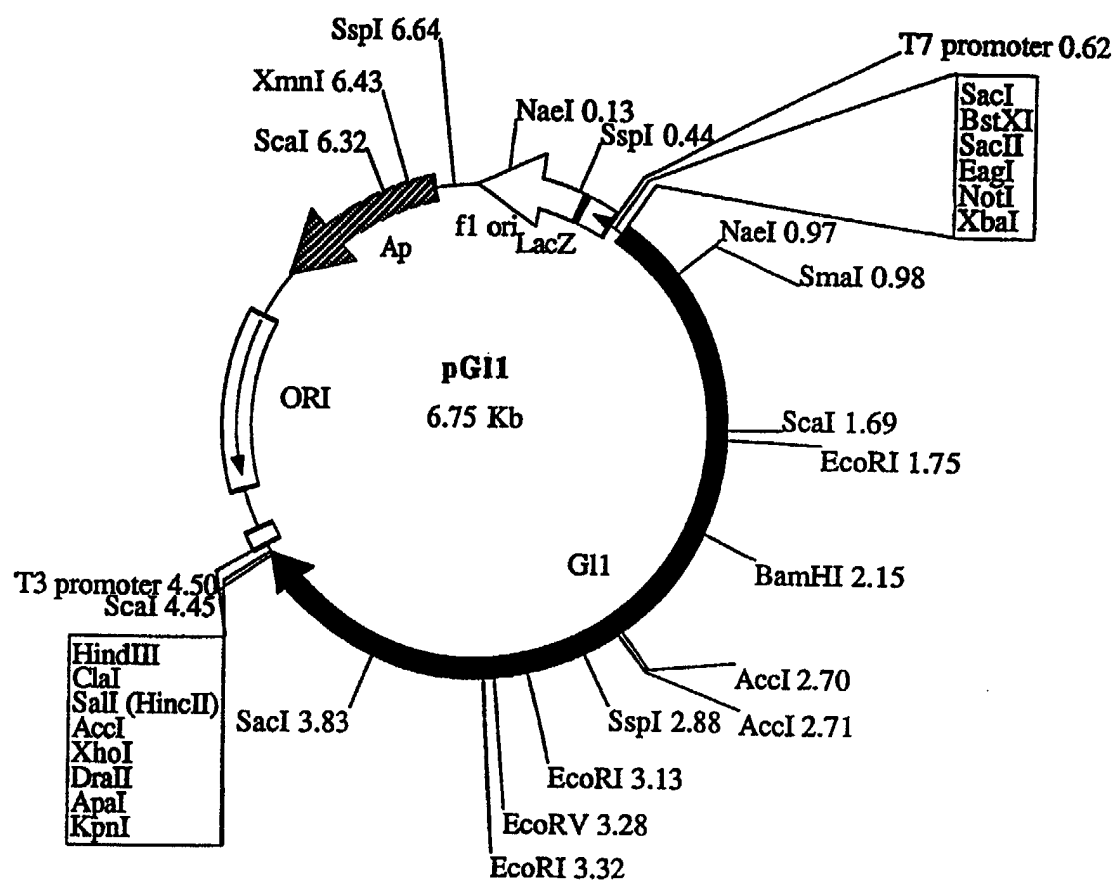 SspI 6.64
T7 promoter 0.62
XmnI 6.43
NaeI 0.13
SacI
BstXI
SacII
EagI
NotI
XbaI
ScaI 6.32
SspI 0.44
f1 ori
LacZ
Ap
NaeI 0.97
SmaI 0.98
pGl1
6.75 Kb
ORI
ScaI 1.69
EcoRI 1.75
Gl1
BamHI 2.15
T3 promoter 4.50
ScaI 4.45
HindIII
ClaI
SalI (HincII)
AccI
XhoI
DraII
ApaI
KpnI
AccI 2.70
AccI 2.71
SacI 3.83
SspI 2.88
EcoRI 3.13
EcoRV 3.28
EcoRI 3.32